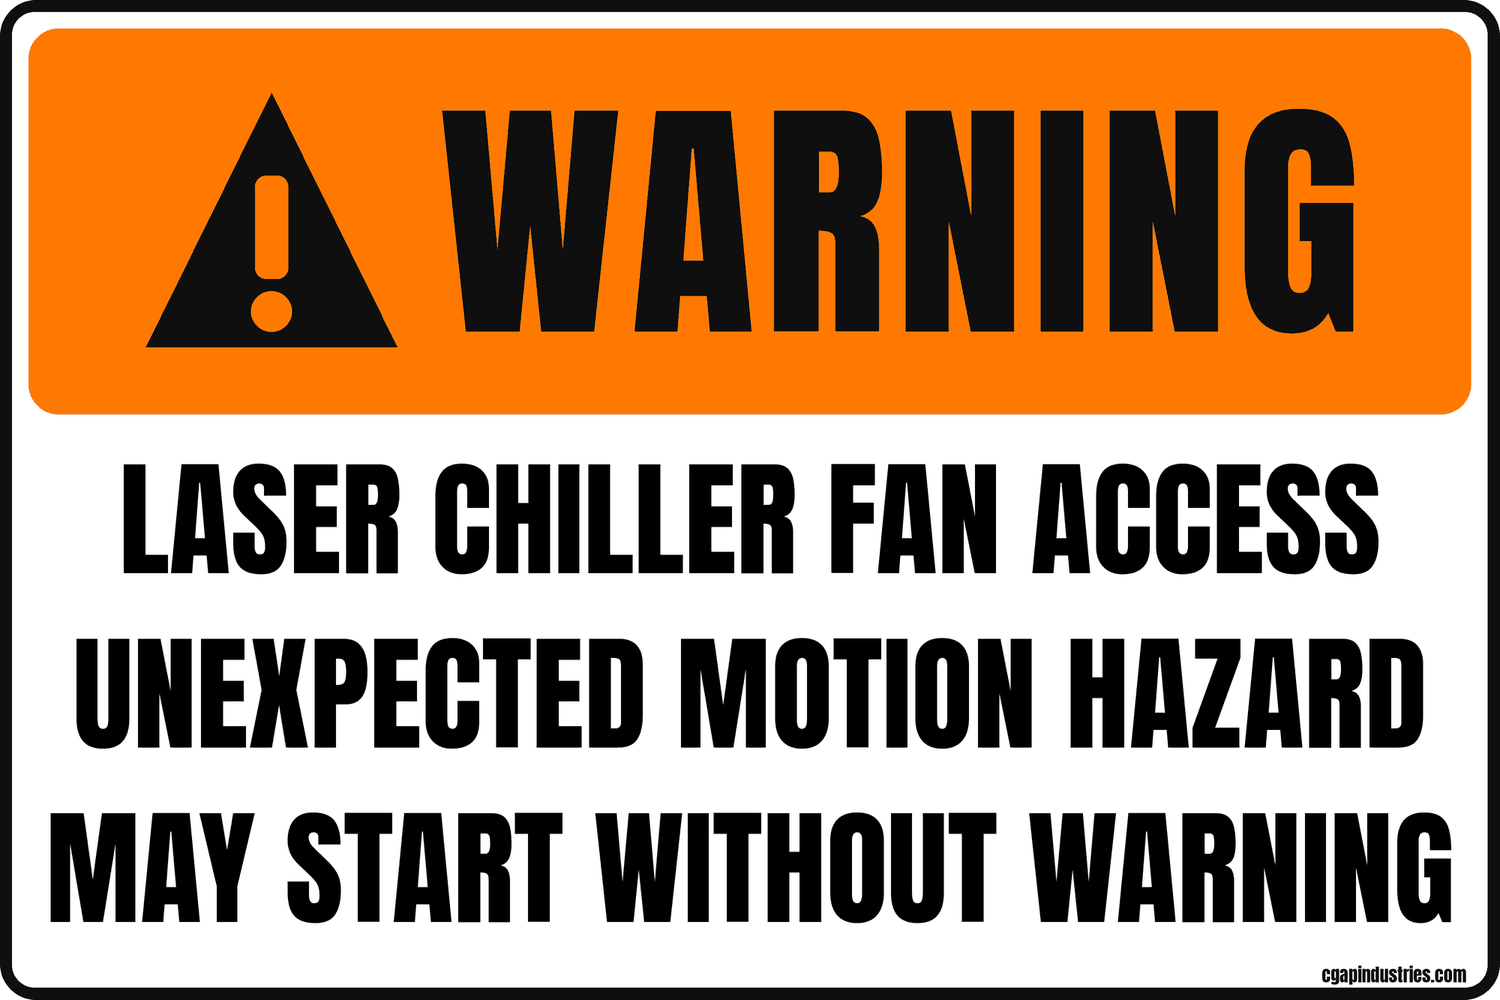 WARNING
LASER CHILLER FAN ACCESS
UNEXPECTED MOTION HAZARD
MAY START WITHOUT WARNING
cgapindustries.com